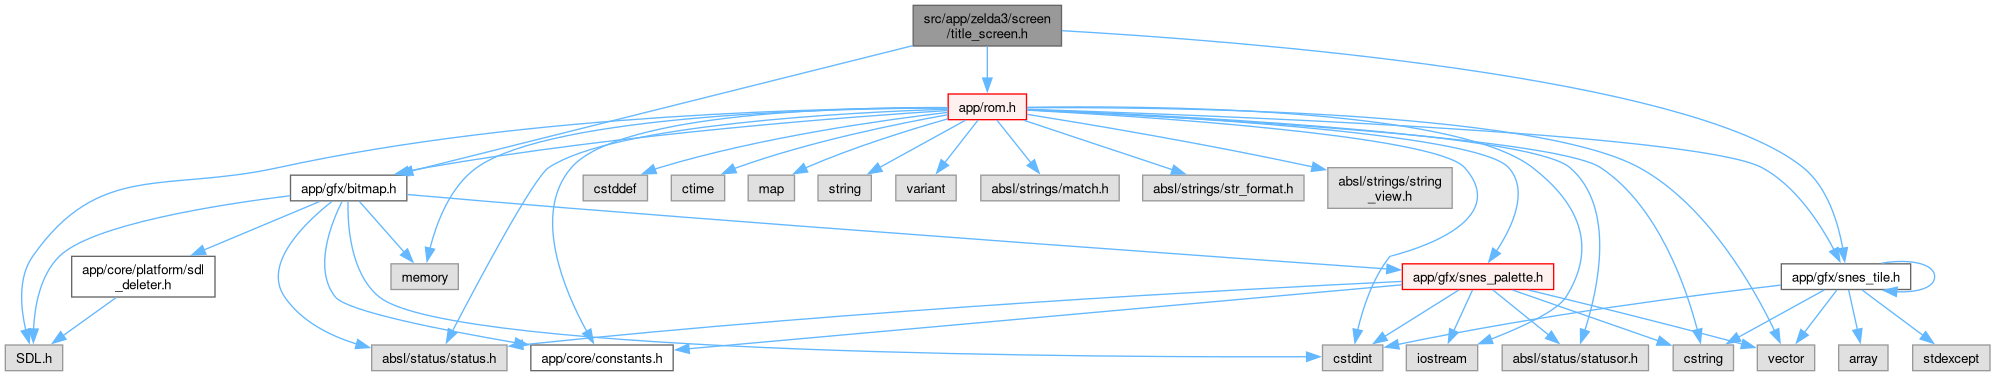 src/app/zelda3/screen
/title_screen.h
app/rom.h
app/gfx/bitmap.h
cstddef
ctime
map
string
variant
absl/strings/match.h
absl/strings/str_format.h
absl/strings/string
_view.h
app/core/platform/sdl
_deleter.h
memory
app/gfx/snes_palette.h
app/gfx/snes_tile.h
SDL.h
absl/status/status.h
app/core/constants.h
cstdint
iostream
absl/status/statusor.h
cstring
vector
array
stdexcept